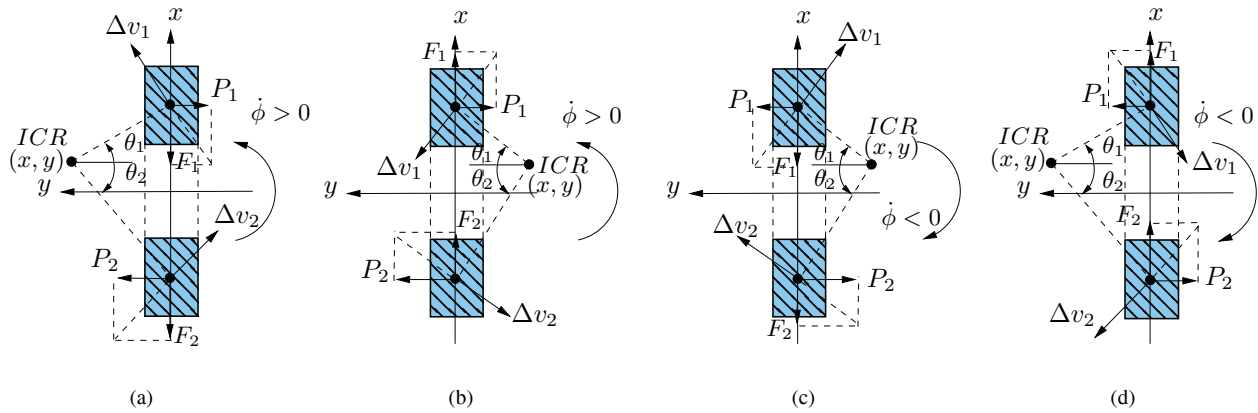 x
Δv₁
P₁
φ̇ > 0
ICR
(x, y)
θ₁
θ₂
F₁
y
Δv₂
P₂
F₂
(a)
x
F₁
P₁
φ̇ > 0
Δv₁
θ₁
θ₂
ICR
(x, y)
y
F₂
P₂
Δv₂
(b)
x
Δv₁
P₁
ICR
(x, y)
F₁
θ₁
θ₂
y
φ̇ < 0
Δv₂
P₂
F₂
(c)
x
F₁
P₁
φ̇ < 0
ICR
(x, y)
θ₁
θ₂
Δv₁
y
F₂
P₂
Δv₂
(d)